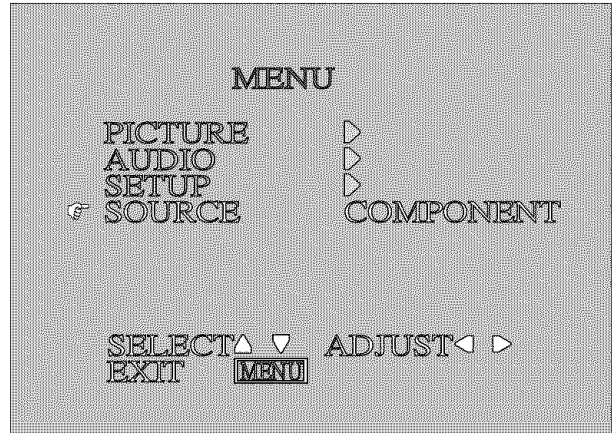 MENU
PICTURE ▷
AUDIO ▷
SETUP ▷
SOURCE COMPONENT
SELECT△ ▽ ADJUST◁ ▷
EXIT MENU